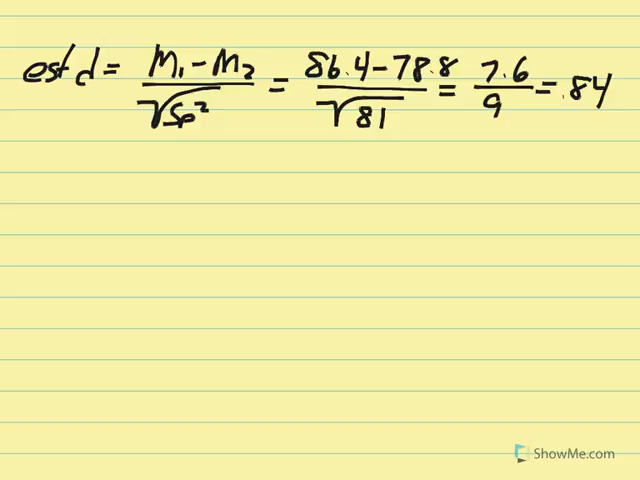 est d = M₁ - M₂ / √Sp² = 86.4 - 78.8 / √81 = 7.6 / 9 = .84
ShowMe.com